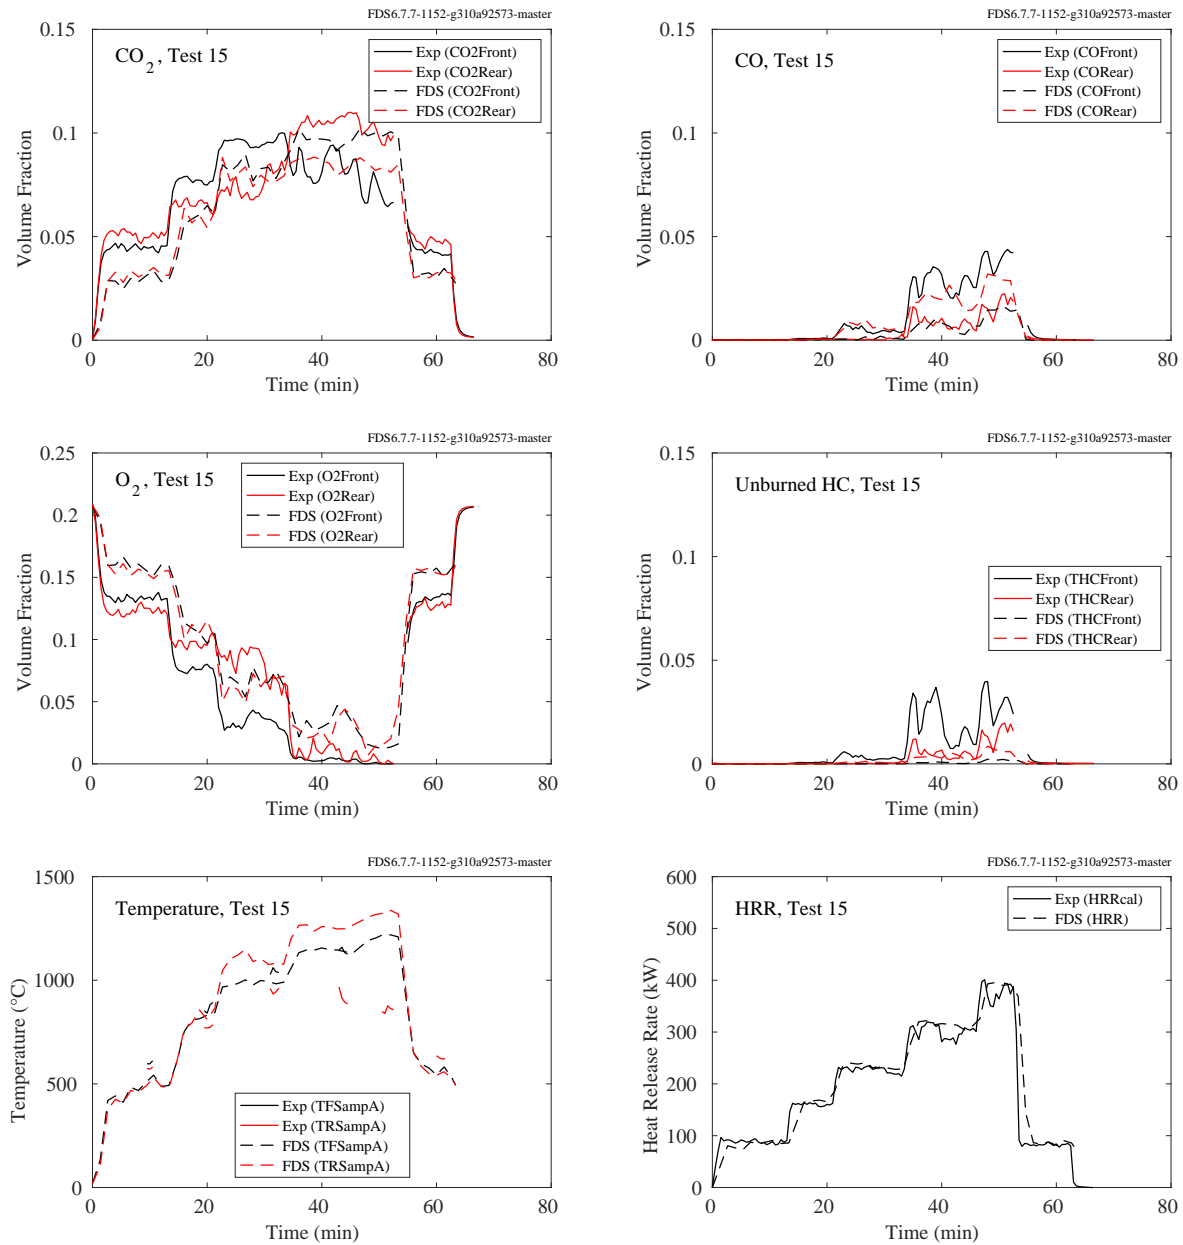 FDS6.7.7-1152-g310a92573-master
CO2, Test 15
Exp (CO2Front)
Exp (CO2Rear)
FDS (CO2Front)
FDS (CO2Rear)
0.15
0.1
0.05
0
Volume Fraction
0 20 40 60 80
Time (min)
FDS6.7.7-1152-g310a92573-master
CO, Test 15
Exp (COFront)
Exp (CORear)
FDS (COFront)
FDS (CORear)
0.15
0.1
0.05
0
Volume Fraction
0 20 40 60 80
Time (min)
FDS6.7.7-1152-g310a92573-master
O2, Test 15
Exp (O2Front)
Exp (O2Rear)
FDS (O2Front)
FDS (O2Rear)
0.25
0.2
0.15
0.1
0.05
0
Volume Fraction
0 20 40 60 80
Time (min)
FDS6.7.7-1152-g310a92573-master
Unburned HC, Test 15
Exp (THCFront)
Exp (THCRear)
FDS (THCFront)
FDS (THCRear)
0.15
0.1
0.05
0
Volume Fraction
0 20 40 60 80
Time (min)
FDS6.7.7-1152-g310a92573-master
Temperature, Test 15
Exp (TFSampA)
Exp (TRSampA)
FDS (TFSampA)
FDS (TRSampA)
1500
1000
500
0
Temperature (°C)
0 20 40 60 80
Time (min)
FDS6.7.7-1152-g310a92573-master
HRR, Test 15
Exp (HRRcal)
FDS (HRR)
600
500
400
300
200
100
0
Heat Release Rate (kW)
0 20 40 60 80
Time (min)